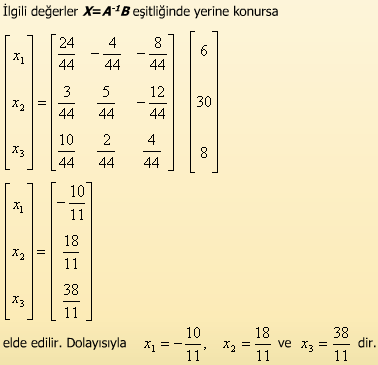 İlgili değerler X=A⁻¹B eşitliğinde yerine konursa
[x₁ x₂ x₃] = [24/44 -4/44 -8/44; 3/44 5/44 -12/44; 10/44 2/44 4/44] [6 30 8]
[x₁ x₂ x₃] = [-10/11 18/11 38/11]
elde edilir. Dolayısıyla x₁ = -10/11, x₂ = 18/11 ve x₃ = 38/11 dir.